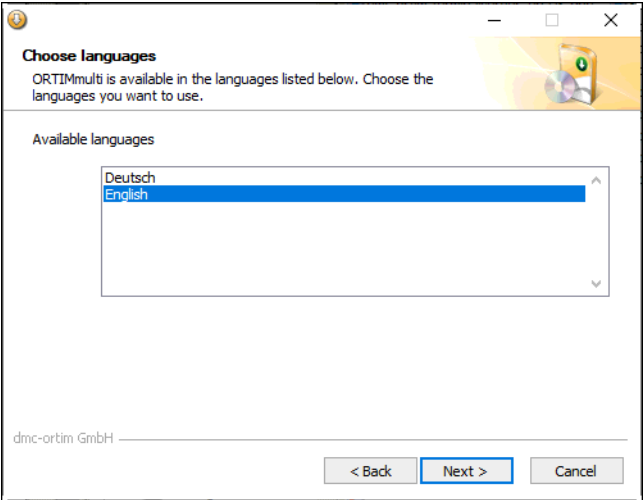 Choose languages
ORTIMmulti is available in the languages listed below. Choose the
languages you want to use.
Available languages
Deutsch
English
dmc-ortim GmbH
< Back
Next >
Cancel